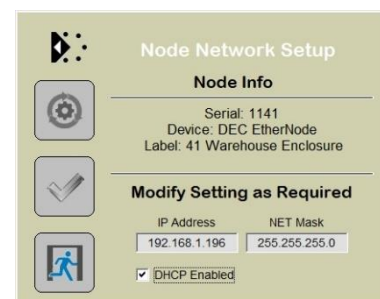 Node Network Setup
Node Info
Serial: 1141
Device: DEC EtherNode
Label: 41 Warehouse Enclosure
Modify Setting as Required
IP Address NET Mask
192.168.1.196 255.255.255.0
DHCP Enabled